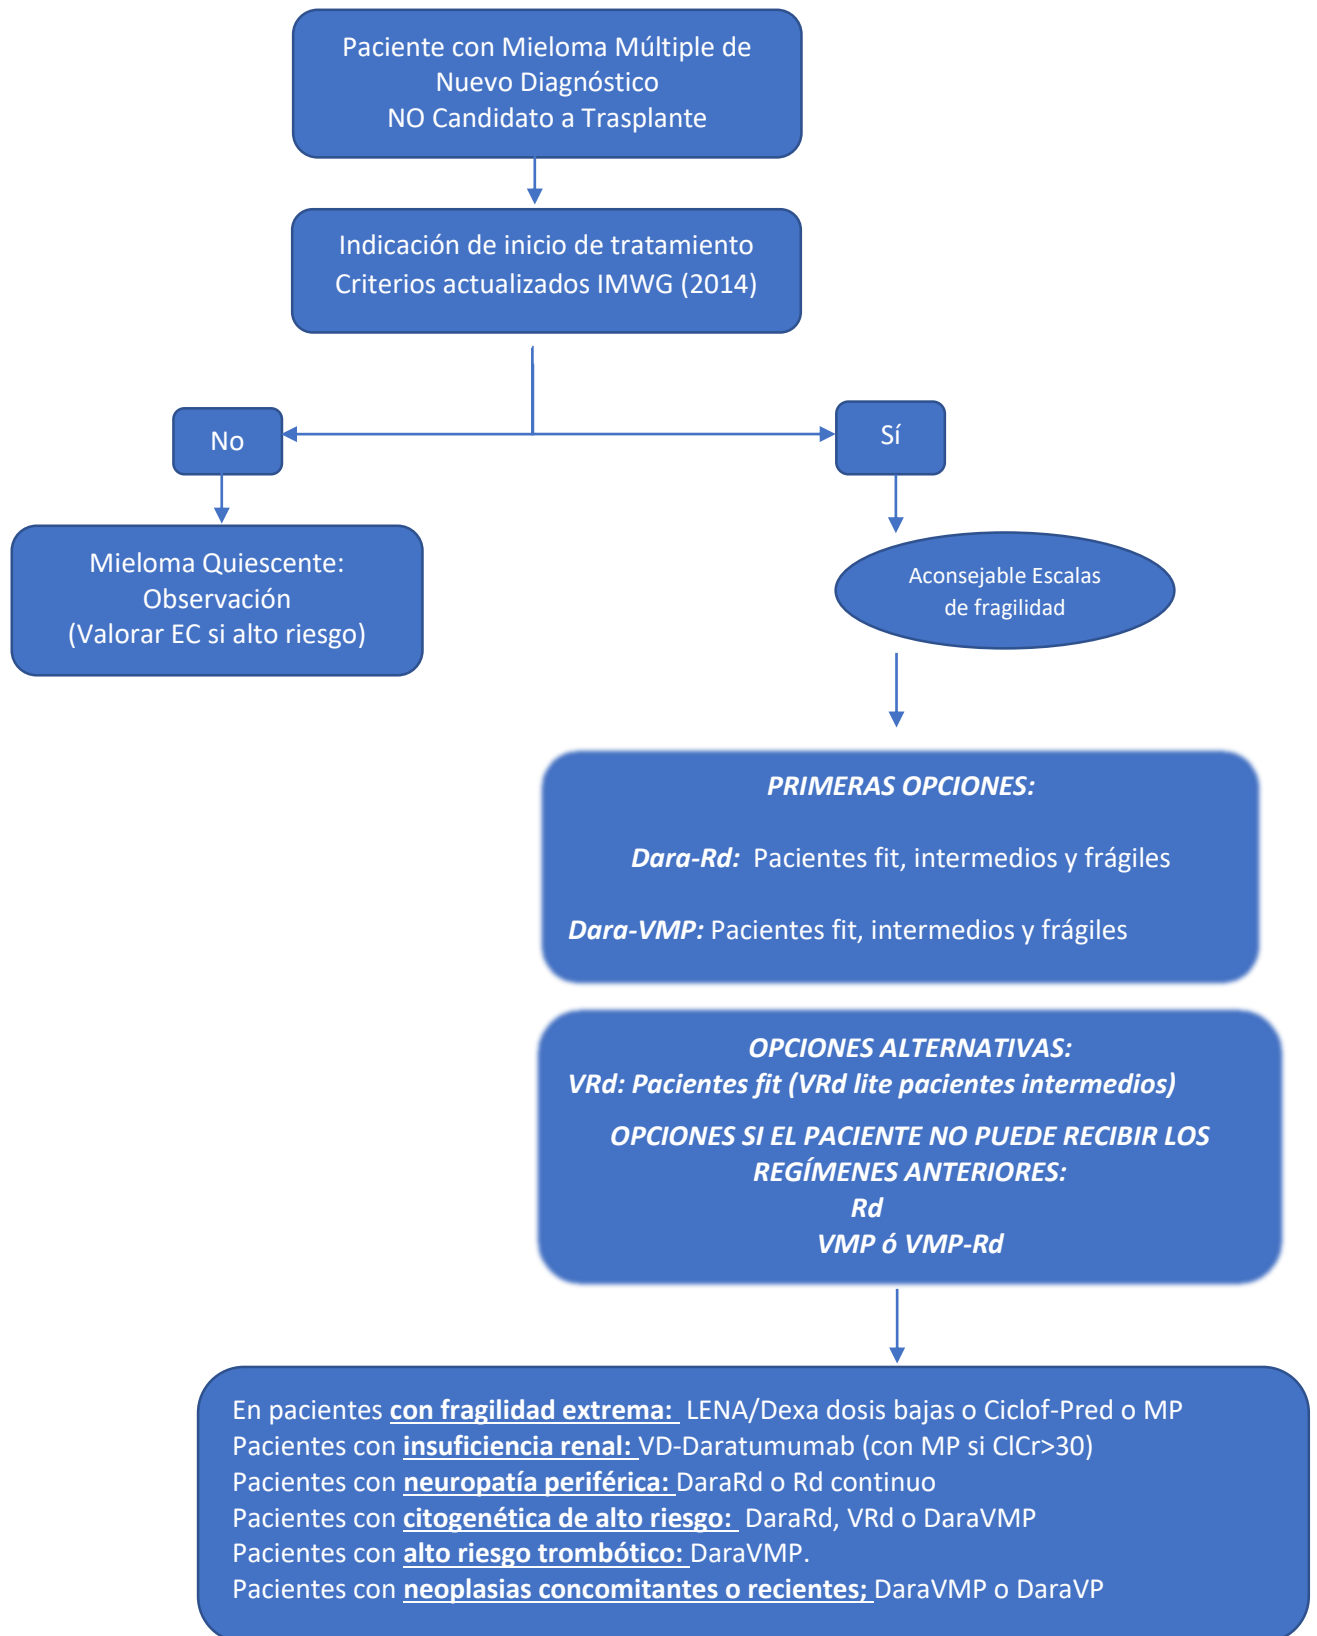 Paciente con Mieloma Múltiple de
Nuevo Diagnóstico
NO Candidato a Trasplante
Indicación de inicio de tratamiento
Criterios actualizados IMWG (2014)
No
Sí
Mieloma Quiescente:
Observación
(Valorar EC si alto riesgo)
Aconsejable Escalas
de fragilidad
PRIMERAS OPCIONES:
Dara-Rd: Pacientes fit, intermedios y frágiles
Dara-VMP: Pacientes fit, intermedios y frágiles
OPCIONES ALTERNATIVAS:
VRd: Pacientes fit (VRd lite pacientes intermedios)
OPCIONES SI EL PACIENTE NO PUEDE RECIBIR LOS
REGÍMENES ANTERIORES:
Rd
VMP ó VMP-Rd
En pacientes con fragilidad extrema: LENA/Dexa dosis bajas o Ciclof-Pred o MP
Pacientes con insuficiencia renal: VD-Daratumumab (con MP si ClCr>30)
Pacientes con neuropatía periférica: DaraRd o Rd continuo
Pacientes con citogenética de alto riesgo: DaraRd, VRd o DaraVMP
Pacientes con alto riesgo trombótico: DaraVMP.
Pacientes con neoplasias concomitantes o recientes; DaraVMP o DaraVP